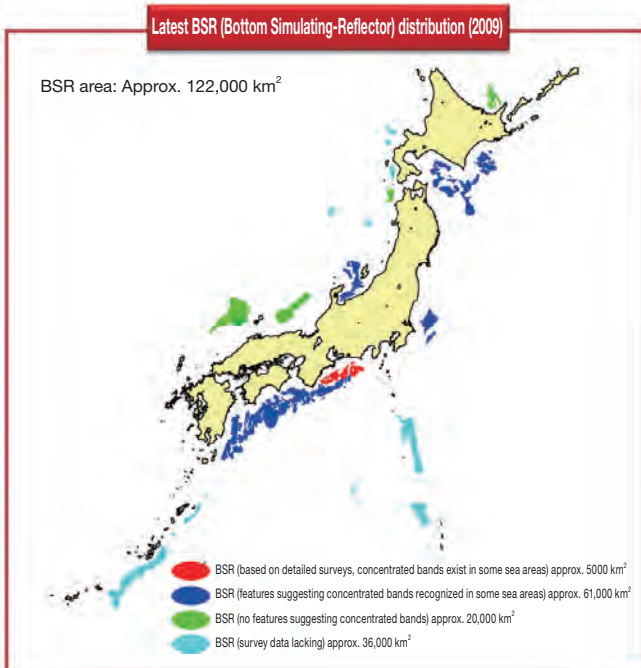 Latest BSR (Bottom Simulating-Reflector) distribution (2009)
BSR area: Approx. 122,000 km²
BSR (based on detailed surveys, concentrated bands exist in some sea areas) approx. 5000 km²
BSR (features suggesting concentrated bands recognized in some sea areas) approx. 61,000 km²
BSR (no features suggesting concentrated bands) approx. 20,000 km²
BSR (survey data lacking) approx. 36,000 km²